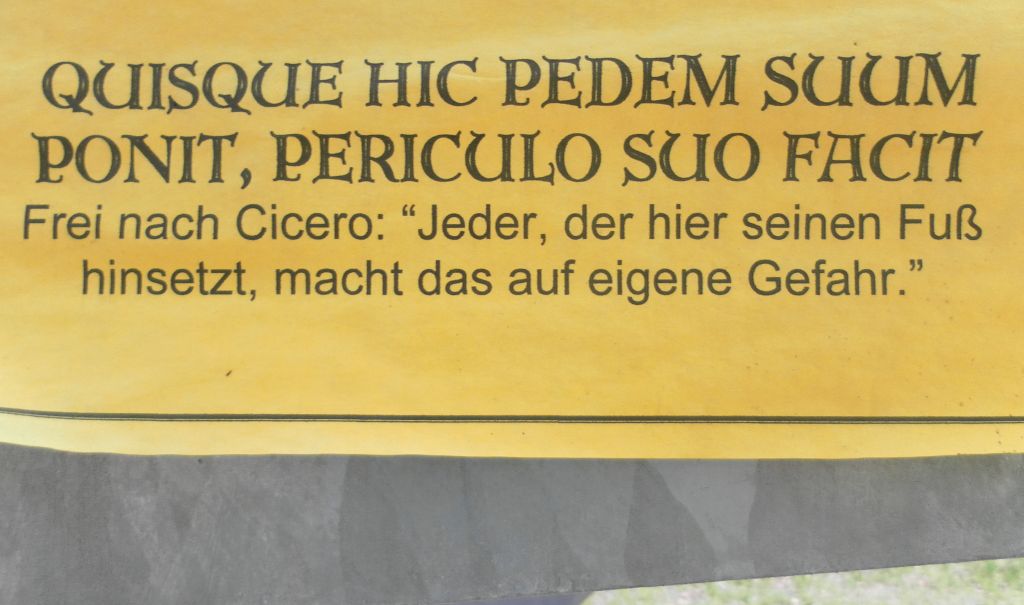 QUISQUE HIC PEDEM SUUM
PONIT, PERICULO SUO FACIT
Frei nach Cicero: “Jeder, der hier seinen Fuß
hinsetzt, macht das auf eigene Gefahr.”